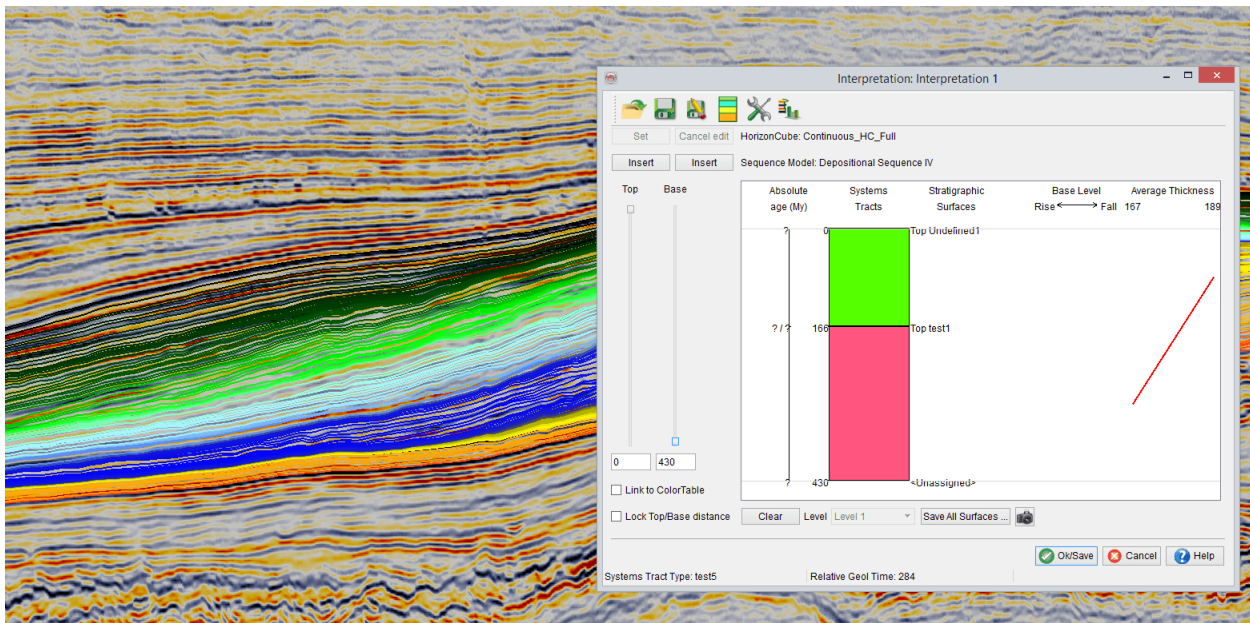 Interpretation: Interpretation 1
Set Cancel edit HorizonCube: Continuous_HC_Full
Insert Insert Sequence Model: Depositional Sequence IV
Top Base Absolute Systems Stratigraphic Base Level Average Thickness
age (My) Tracts Surfaces Rise Fall 167 189
? 0 Top Undefined1
? / ? 166 Top test1
0 430
? 430 <Unassigned>
Link to ColorTable
Lock Top/Base distance Clear Level Level 1 Save All Surfaces ...
Ok/Save Cancel ? Help
Systems Tract Type: test5 Relative Geol Time: 284